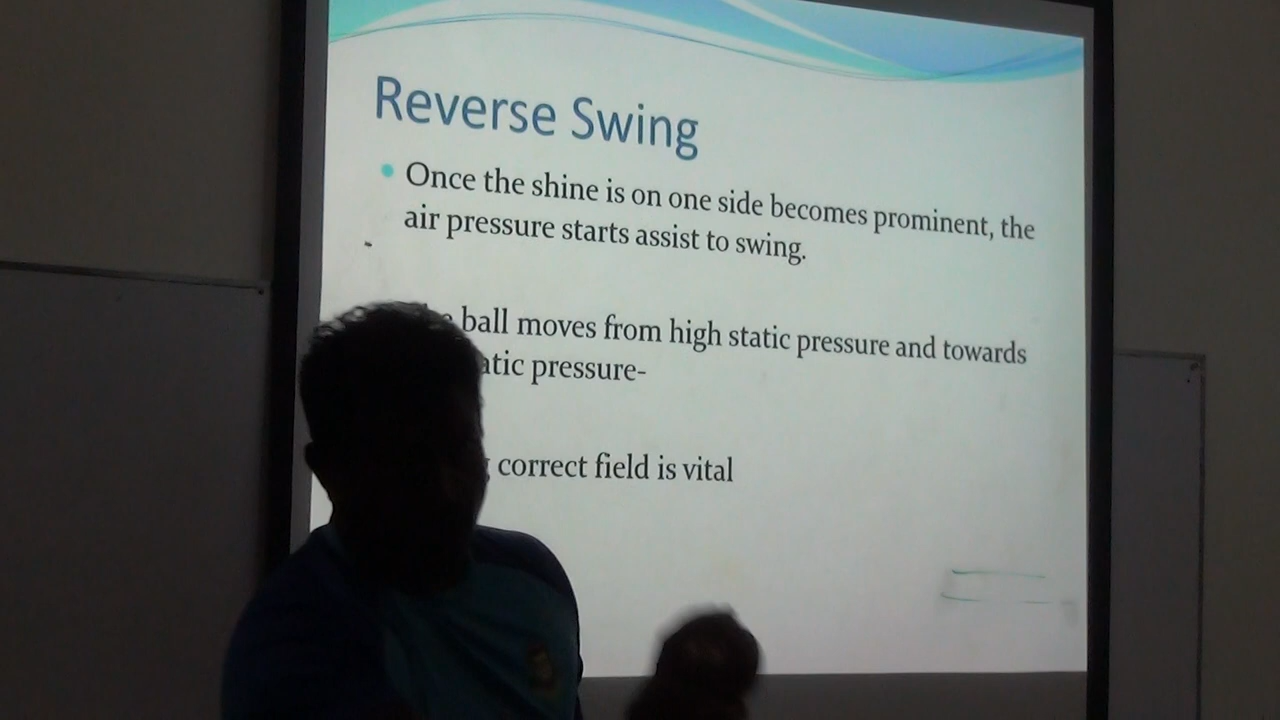 Reverse Swing
Once the shine is on one side becomes prominent, the
air pressure starts assist to swing.
ball moves from high static pressure and towards
pressure-
correct field is vital